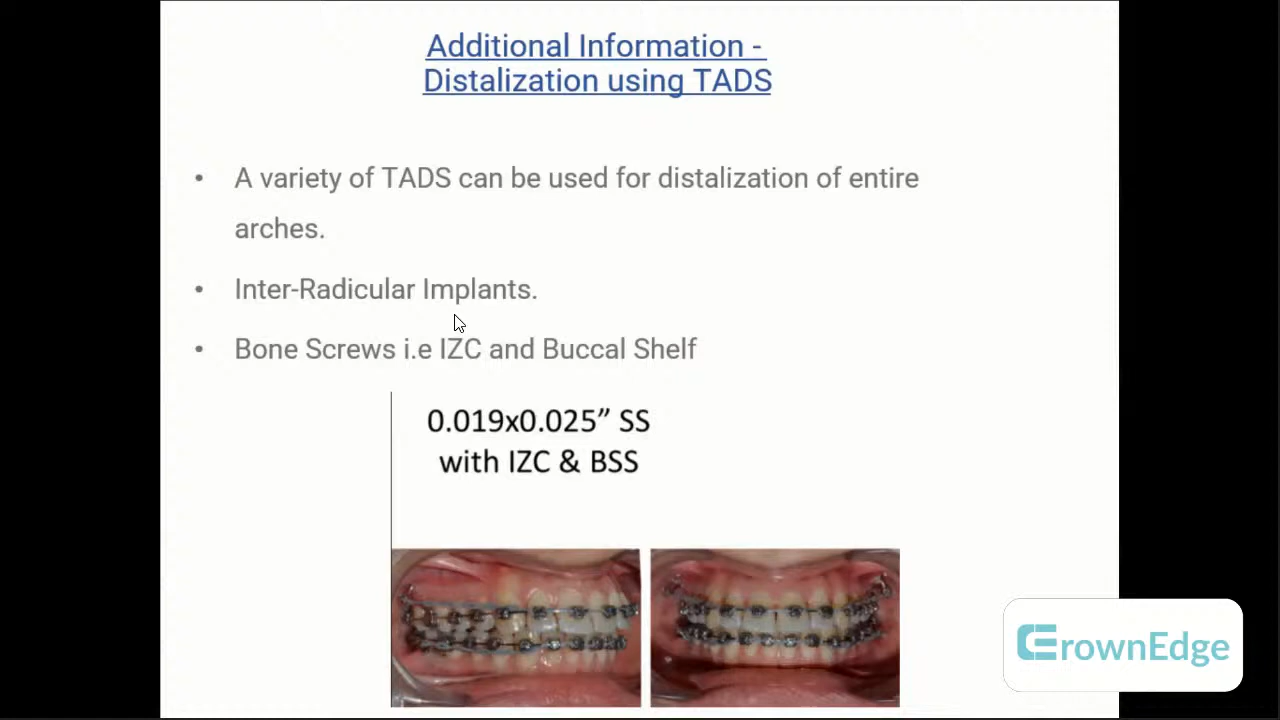 Additional Information -
Distalization using TADS
• A variety of TADS can be used for distalization of entire
arches.
• Inter-Radicular Implants.
• Bone Screws i.e IZC and Buccal Shelf
0.019x0.025” SS
with IZC & BSS
CrownEdge